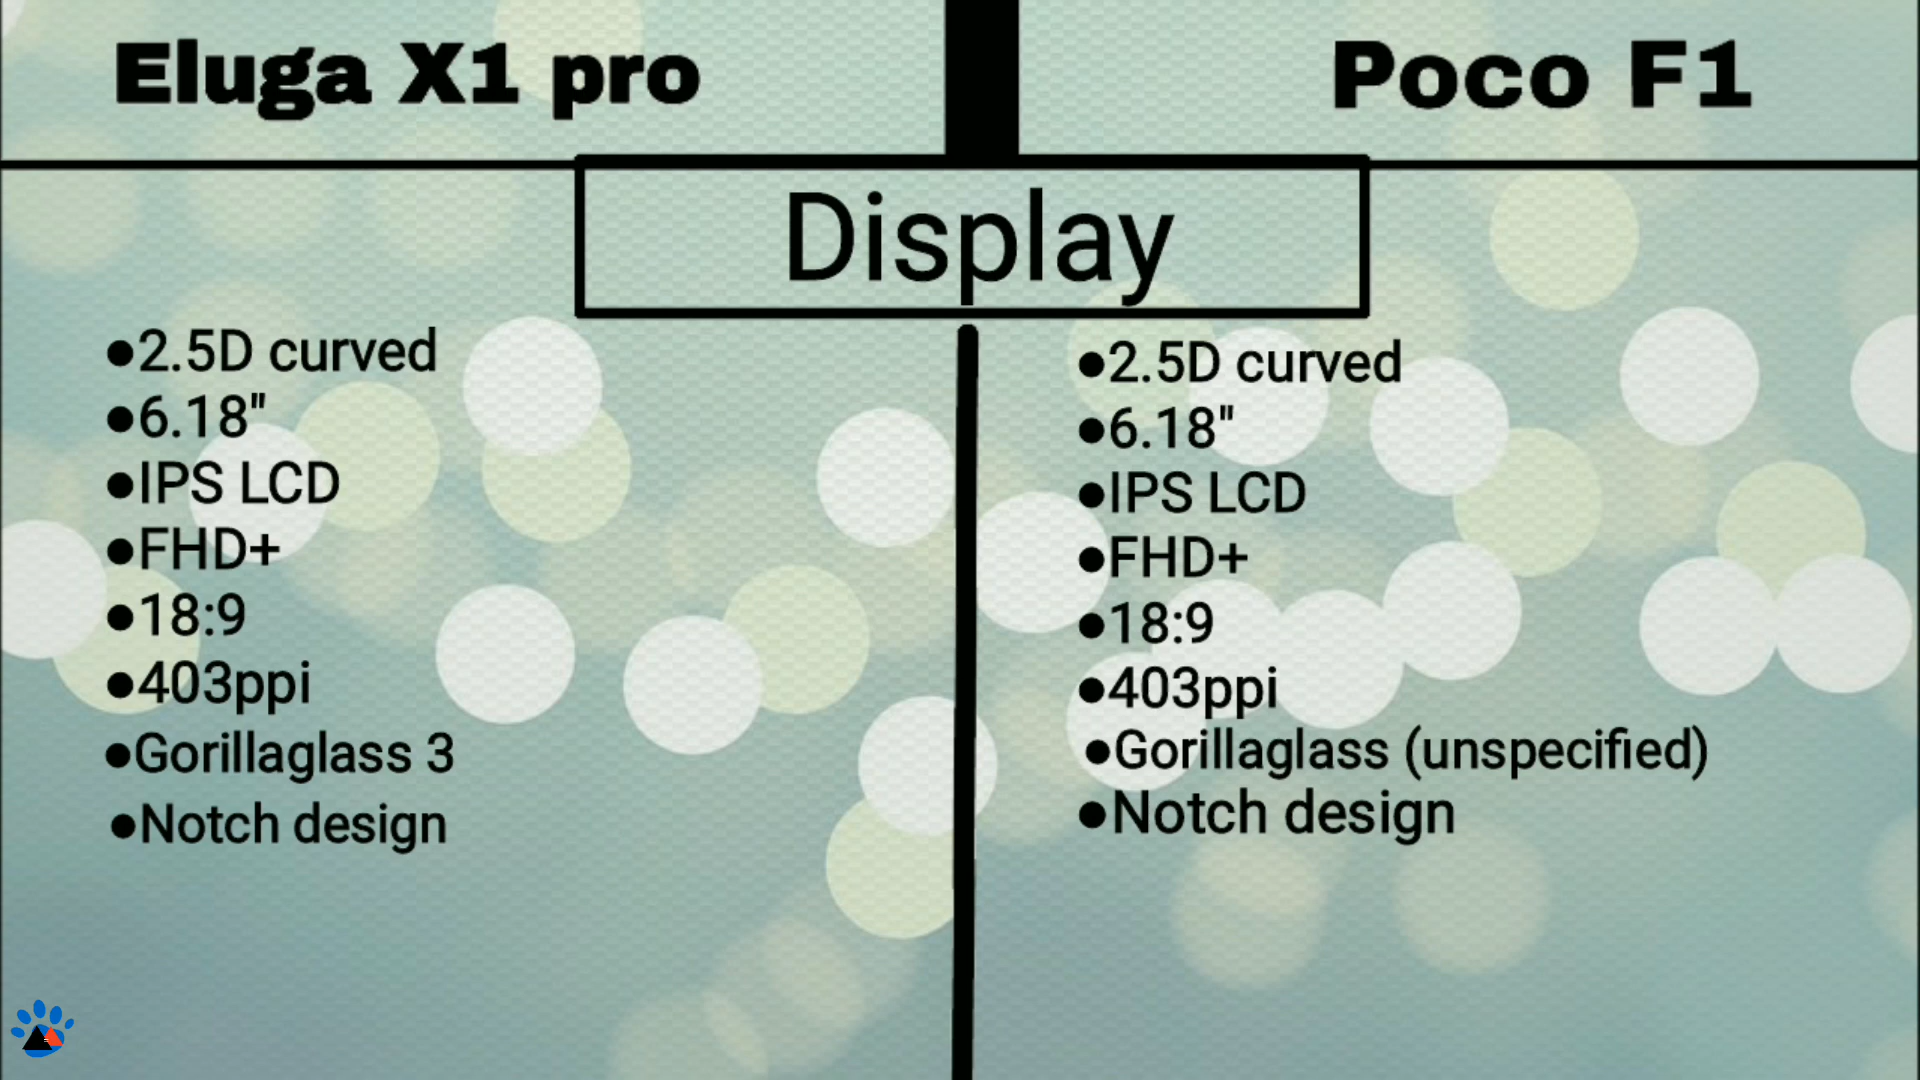 Eluga X1 pro
Poco F1
Display
●2.5D curved
●6.18"
●IPS LCD
●FHD+
●18:9
●403ppi
●Gorillaglass 3
●Notch design
●2.5D curved
●6.18"
●IPS LCD
●FHD+
●18:9
●403ppi
●Gorillaglass (unspecified)
●Notch design